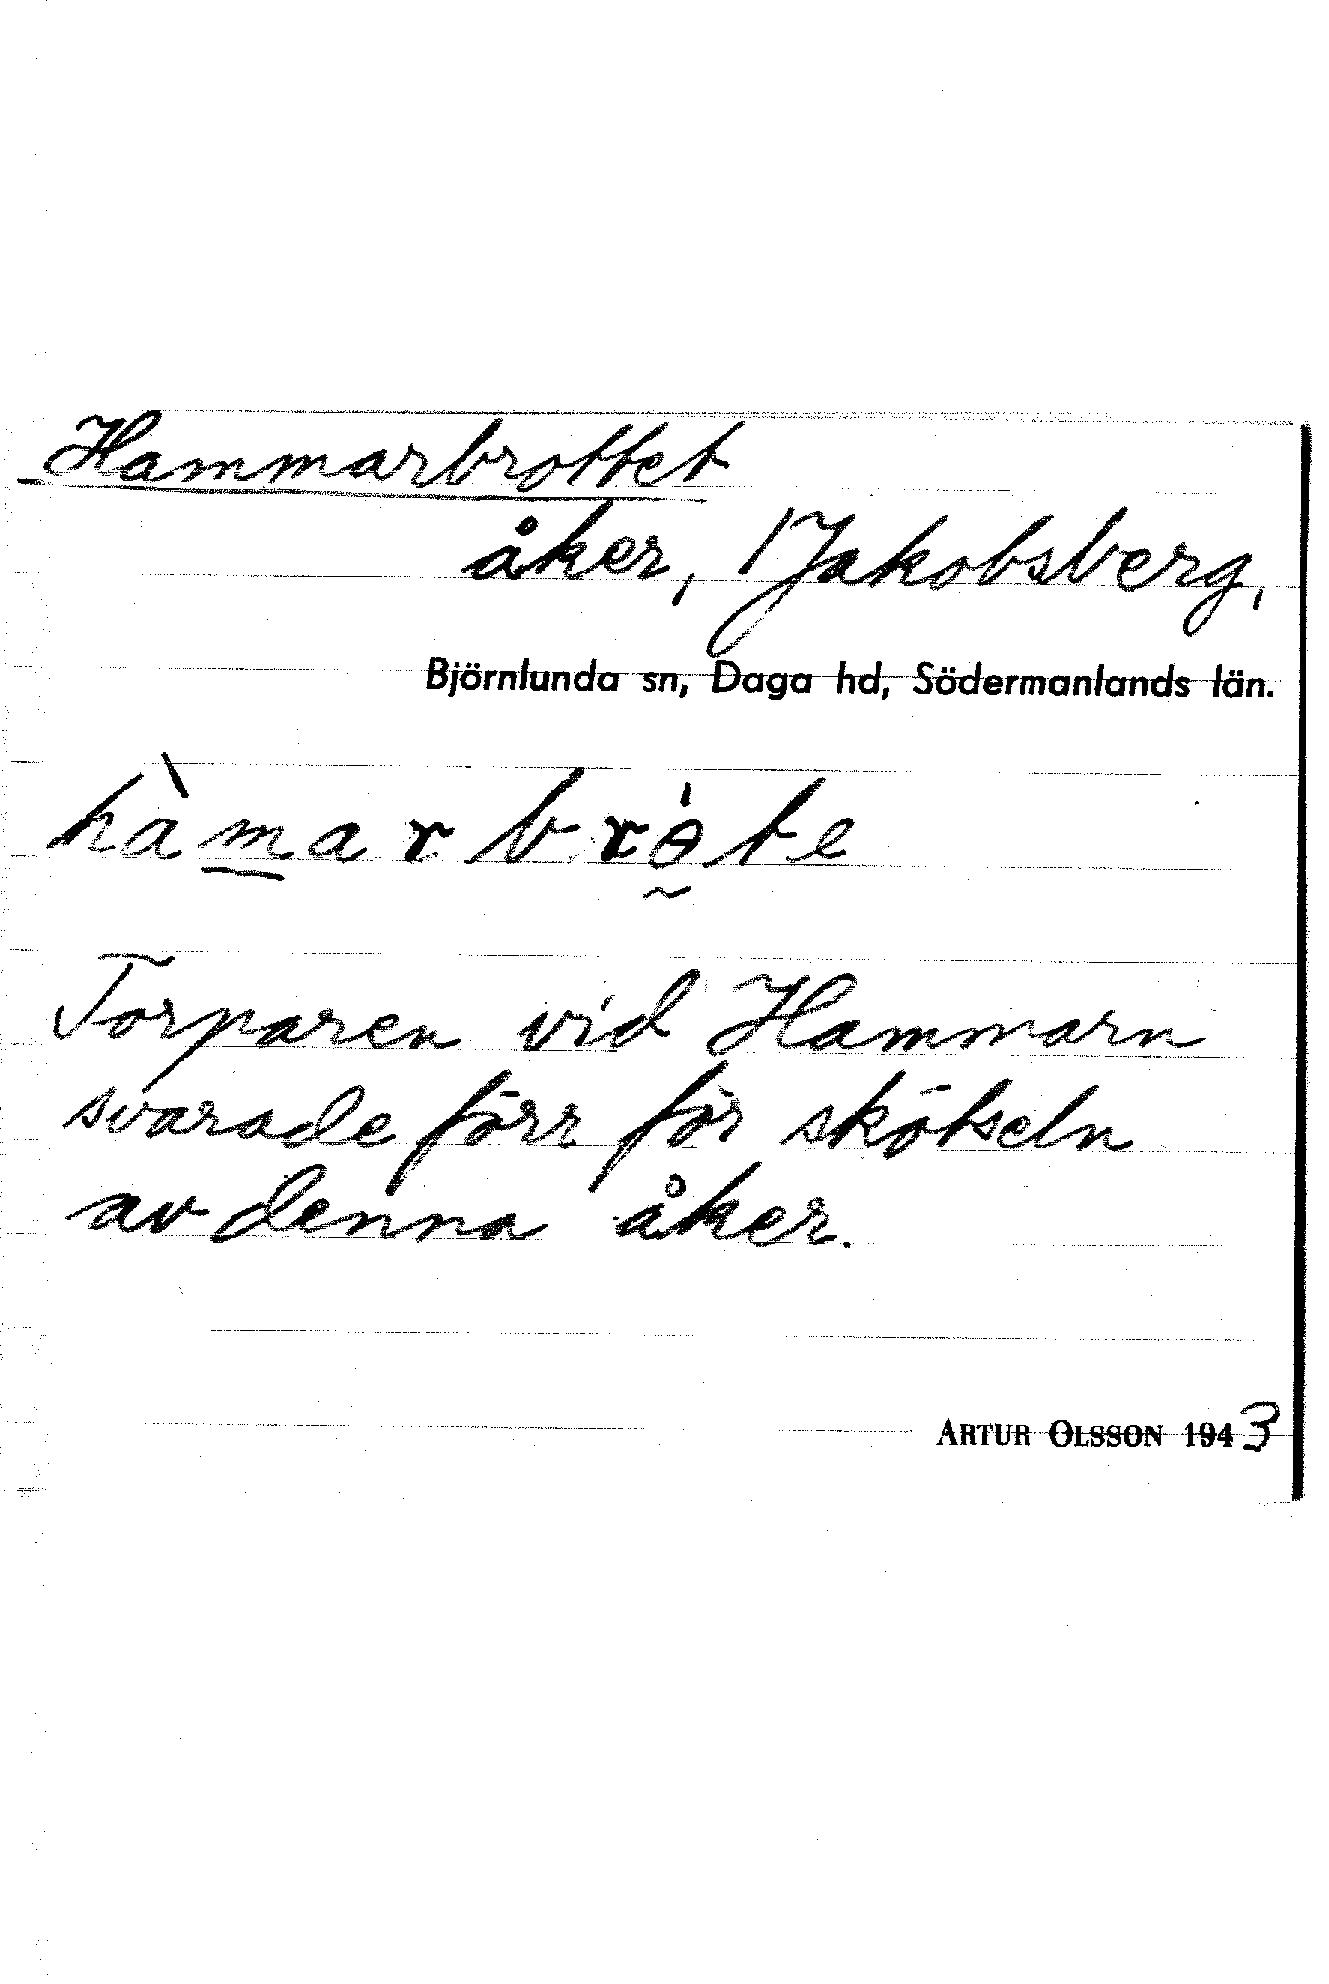 Hammarbrottet
åker, Jakobsberg,
Björnlunda sn, Daga hd, Södermanlands län.
hàmarbrɵ́te
Torparen vid Hammarn
svarade förr för skötseln
av denna åker.
ARTUR OLSSON 1943